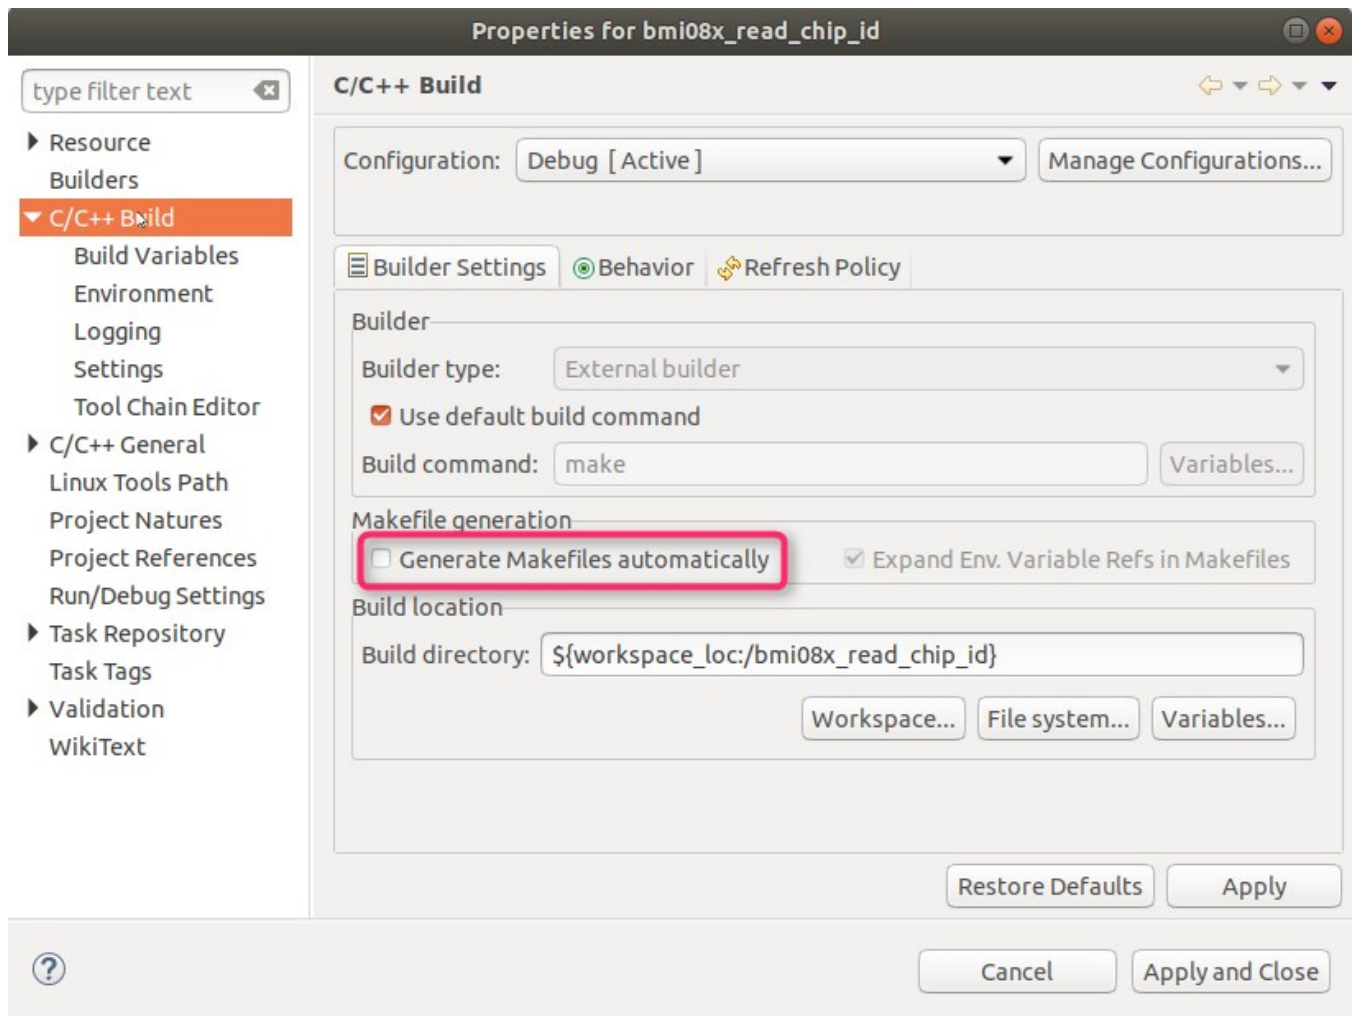 Properties for bmi08x_read_chip_id
type filter text
Resource
Builders
C/C++ Build
Build Variables
Environment
Logging
Settings
Tool Chain Editor
C/C++ General
Linux Tools Path
Project Natures
Project References
Run/Debug Settings
Task Repository
Task Tags
Validation
WikiText
C/C++ Build
Configuration: Debug [Active] Manage Configurations...
Builder Settings Behavior Refresh Policy
Builder
Builder type: External builder
Use default build command
Build command: make Variables...
Makefile generation
Generate Makefiles automatically Expand Env. Variable Refs in Makefiles
Build location
Build directory: ${workspace_loc:/bmi08x_read_chip_id}
Workspace... File system... Variables...
Restore Defaults Apply
? Cancel Apply and Close